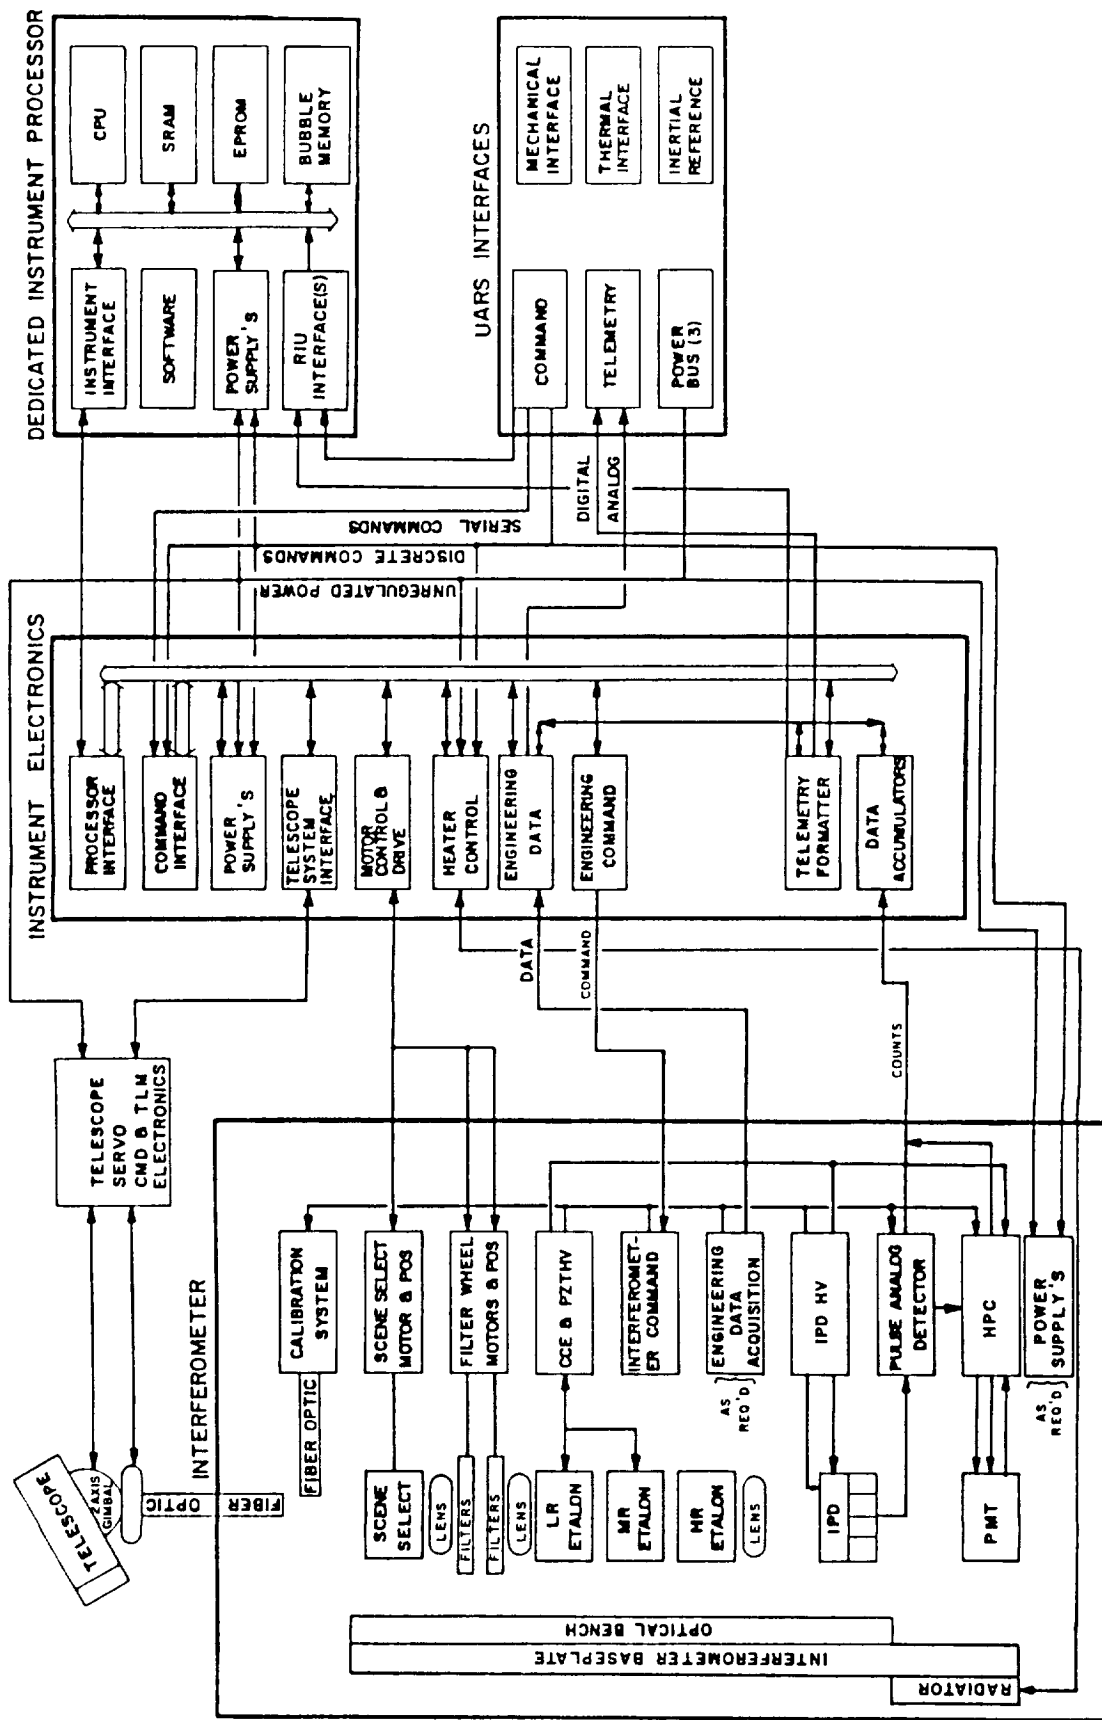 DEDICATED INSTRUMENT PROCESSOR
INSTRUMENT
INTERFACE
CPU
SOFTWARE
SRAM
POWER
SUPPLY'S
EPROM
RIU
INTERFACE(S)
BUBBLE
MEMORY
UARS INTERFACES
COMMAND
MECHANICAL
INTERFACE
TELEMETRY
THERMAL
INTERFACE
POWER
BUS (3)
INERTIAL
REFERENCE
SERIAL COMMANDS
DISCRETE COMMANDS
UNREGULATED POWER
DIGITAL
ANALOG
INSTRUMENT ELECTRONICS
PROCESSOR
INTERFACE
COMMAND
INTERFACE
POWER
SUPPLY'S
TELESCOPE
SYSTEM
INTERFACE
MOTOR
CONTROL &
DRIVE
HEATER
CONTROL
ENGINEERING
DATA
ENGINEERING
COMMAND
TELEMETRY
FORMATTER
DATA
ACCUMULATORS
DATA
COMMAND
COUNTS
TELESCOPE
SERVO
CMD & TLM
ELECTRONICS
TELESCOPE
2 AXIS
GIMBAL
FIBER OPTIC
INTERFEROMETER
FIBER OPTIC
CALIBRATION
SYSTEM
SCENE
SELECT
SCENE SELECT
MOTOR & POS
LENS
FILTERS
FILTERS
FILTER WHEEL
MOTORS & POS
LENS
LR
ETALON
CCE & PZTHV
MR
ETALON
INTERFEROMET-
ER COMMAND
HR
ETALON
LENS
AS
REQ'D
ENGINEERING
DATA
ACQUISITION
IPD
IPD HV
PULSE ANALOG
DETECTOR
PMT
HPC
AS
REQ'D
POWER
SUPPLY'S
OPTICAL BENCH
INTERFEROMETER BASEPLATE
RADIATOR